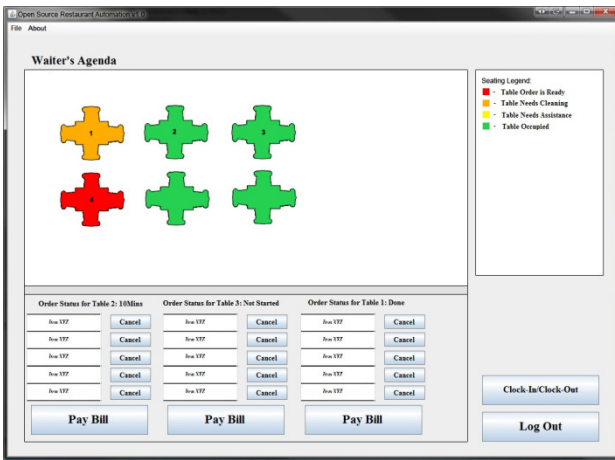 Open Source Restaurant Automation v1.0
File About
Waiter's Agenda
Seating Legend:
- Table Order is Ready
- Table Needs Cleaning
- Table Needs Assistance
- Table Occupied
1 2 3
4
Order Status for Table 2: 10Mins Order Status for Table 3: Not Started Order Status for Table 1: Done
Item XYZ Cancel Item XYZ Cancel Item XYZ Cancel
Item XYZ Cancel Item XYZ Cancel Item XYZ Cancel
Item XYZ Cancel Item XYZ Cancel Item XYZ Cancel
Item XYZ Cancel Item XYZ Cancel Item XYZ Cancel
Item XYZ Cancel Item XYZ Cancel Item XYZ Cancel
Pay Bill Pay Bill Pay Bill
Clock-In/Clock-Out
Log Out